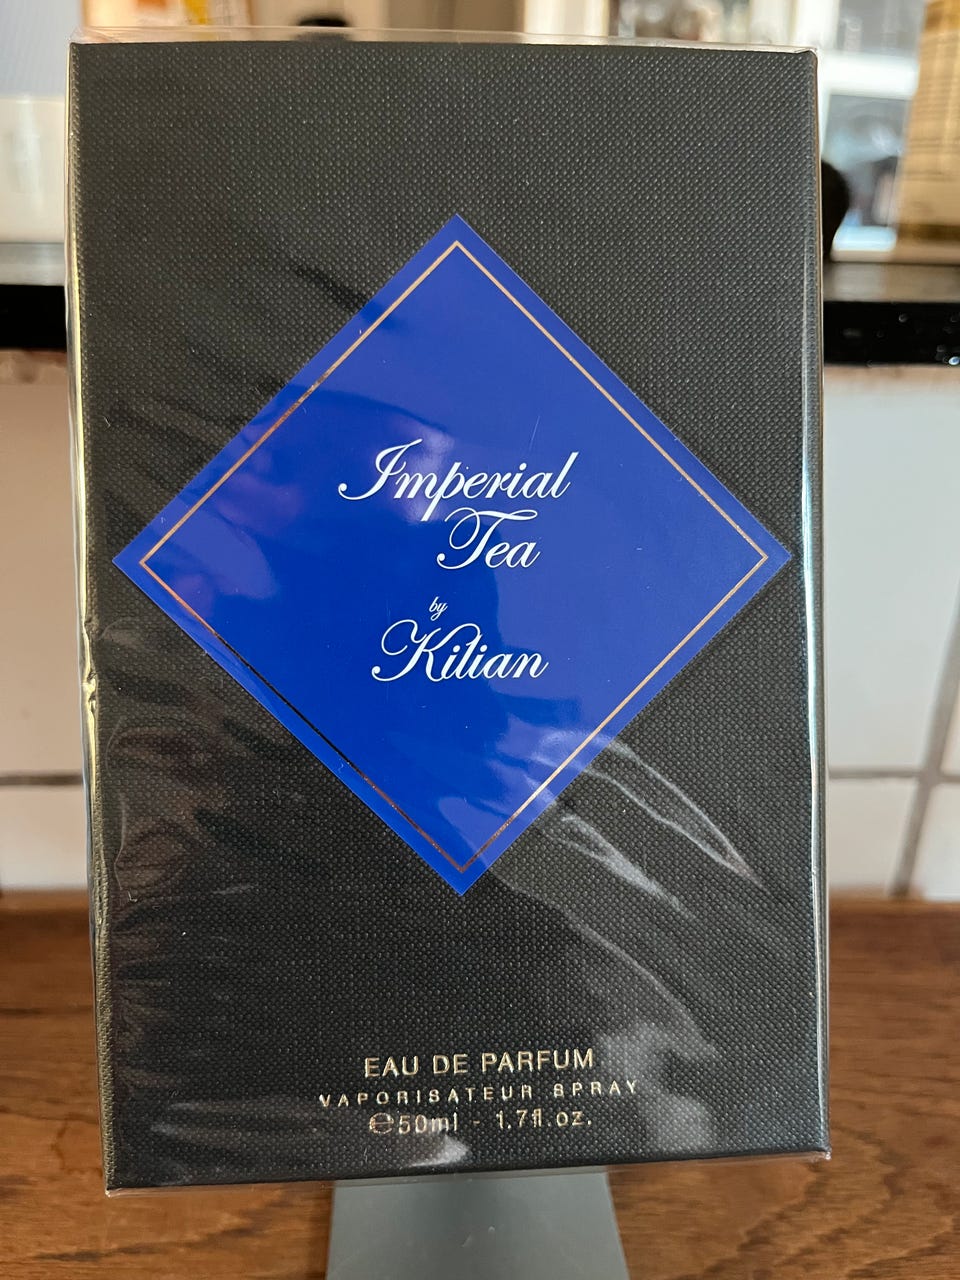 Imperial
Tea
by
Kilian
EAU DE PARFUM
VAPORISATEUR SPRAY
℮50ml - 1.7fl.oz.